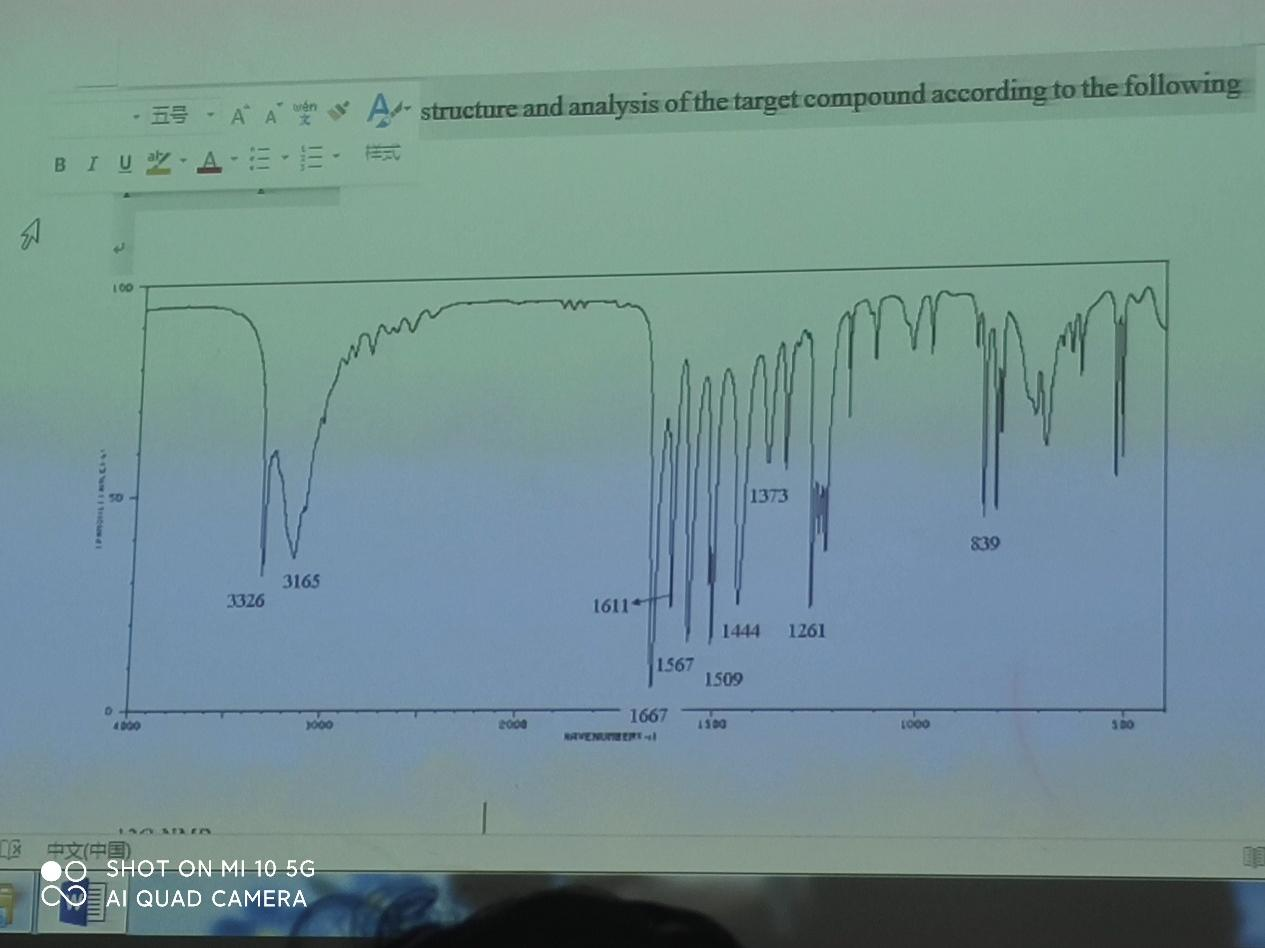 五号 A A wén A structure and analysis of the target compound according to the following
文
B I U ab A 样式
100
50
0
3326
3165
1611
1667
1567
1509
1444
1373
1261
839
4000 3000 2000 1500 1000 500
中文(中国)
SHOT ON MI 10 5G
AI QUAD CAMERA